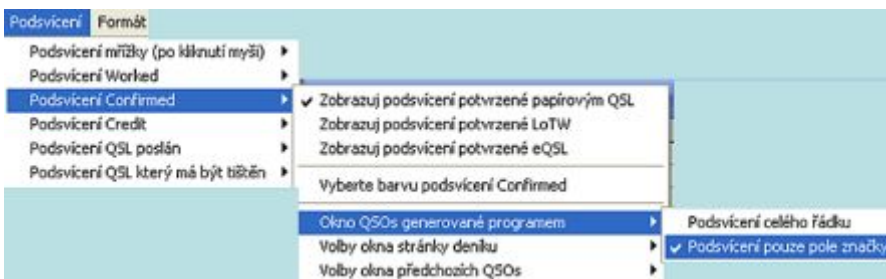 Podsvícení Formát
Podsvícení mřížky (po kliknutí myši)
Podsvícení Worked
Podsvícení Confirmed
Podsvícení Credit
Podsvícení QSL poslán
Podsvícení QSL který má být tištěn
Zobrazuj podsvícení potvrzené papírovým QSL
Zobrazuj podsvícení potvrzené LoTW
Zobrazuj podsvícení potvrzené eQSL
Vyberte barvu podsvícení Confirmed
Okno QSOs generované programem
Volby okna stránky deníku
Volby okna předchozích QSOs
Podsvícení celého řádku
Podsvícení pouze pole značky